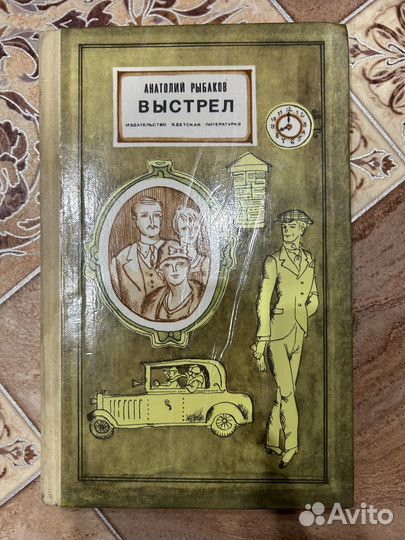 АНАТОЛИЙ РЫБАКОВ
ВЫСТРЕЛ
ИЗДАТЕЛЬСТВО «ДЕТСКАЯ ЛИТЕРАТУРА»
Avito